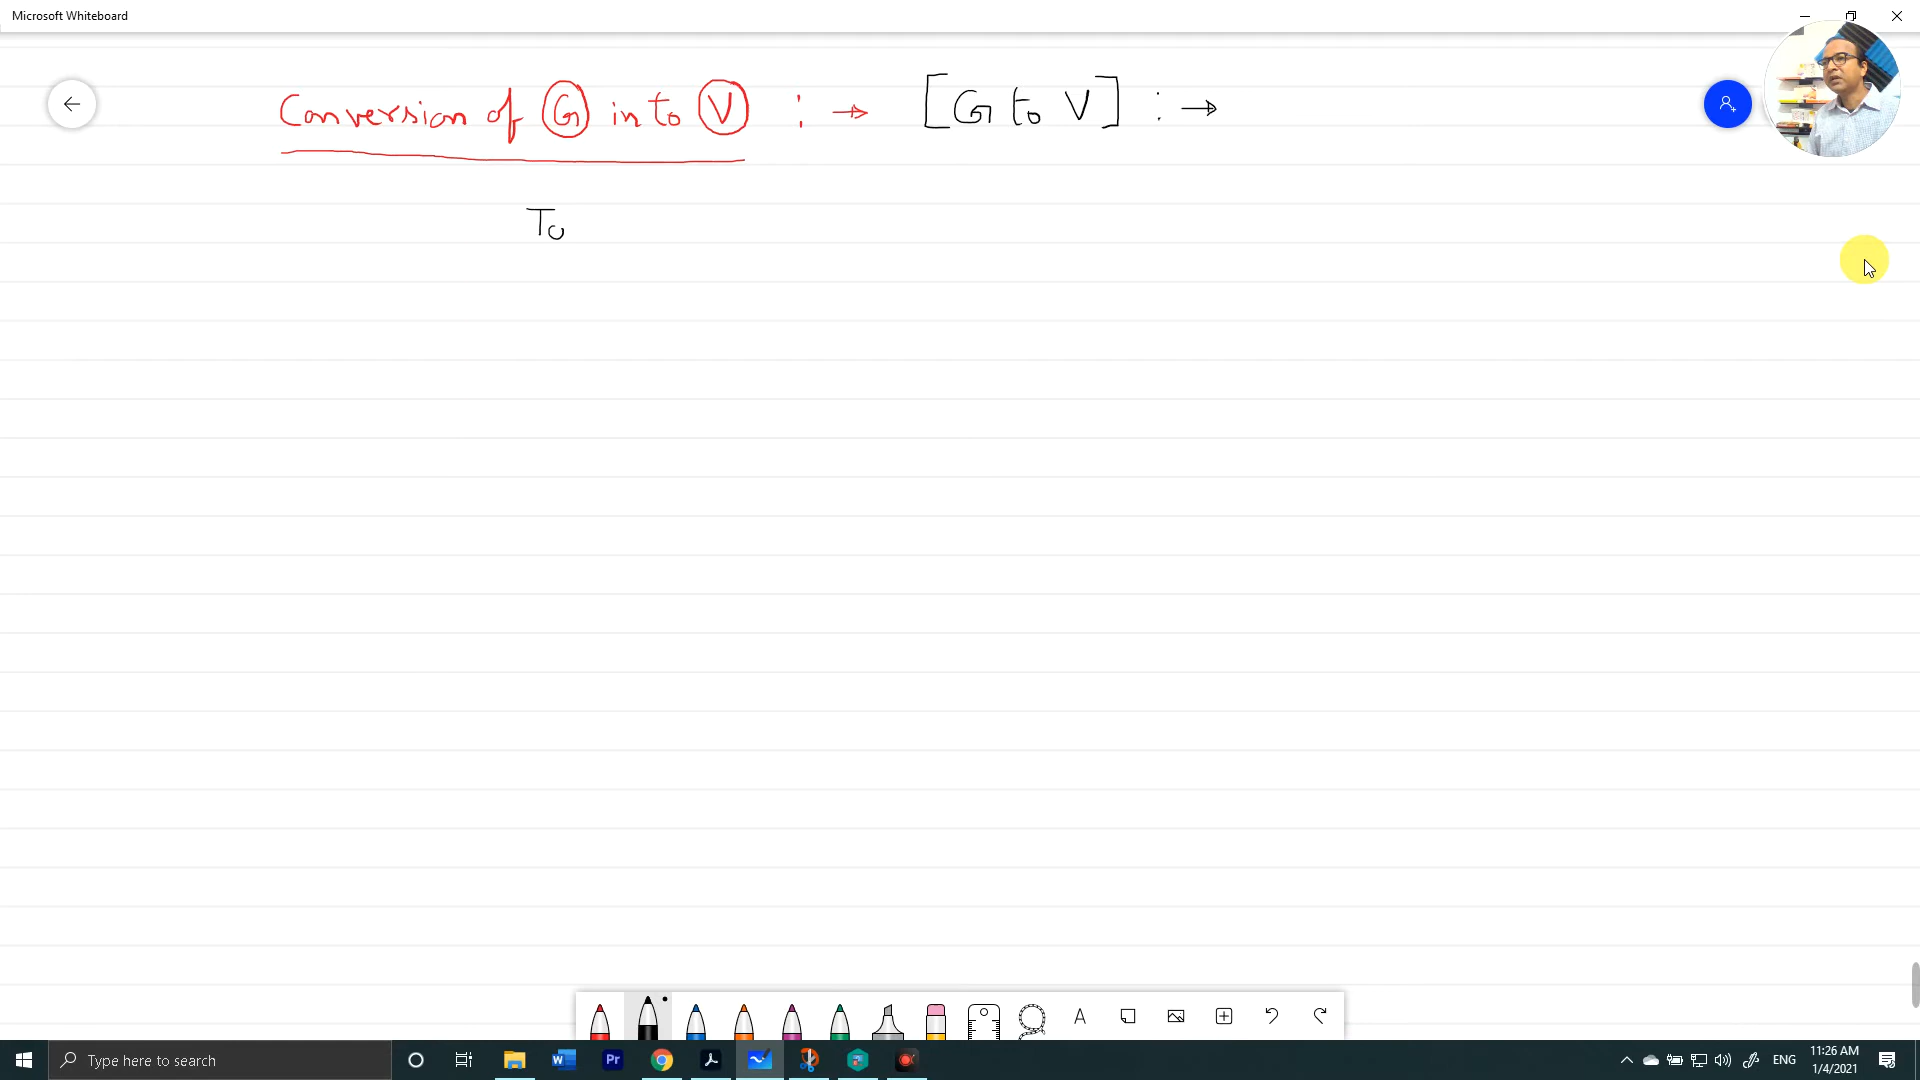 Microsoft Whiteboard
Conversion of G into V : → [G to V] : →
To
Type here to search
ENG
11:26 AM
1/4/2021